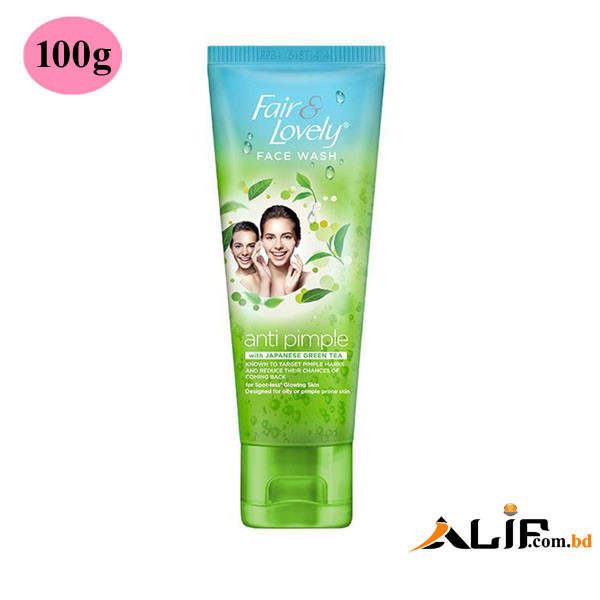 100g
Fair &
Lovely®
FACE WASH
anti pimple
with JAPANESE GREEN TEA
KNOWN TO TARGET PIMPLE MARKS
AND REDUCE THEIR CHANCES OF
COMING BACK
for Spot-less* Glowing Skin
Designed for oily or pimple prone skin
ALIF.com.bd